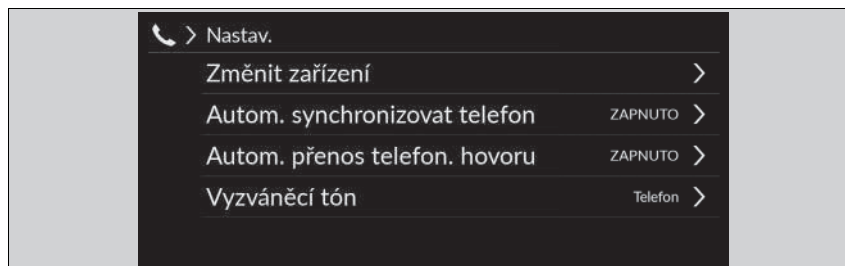 Nastav.
Změnit zařízení
Autom. synchronizovat telefon ZAPNUTO
Autom. přenos telefon. hovoru ZAPNUTO
Vyzváněcí tón Telefon